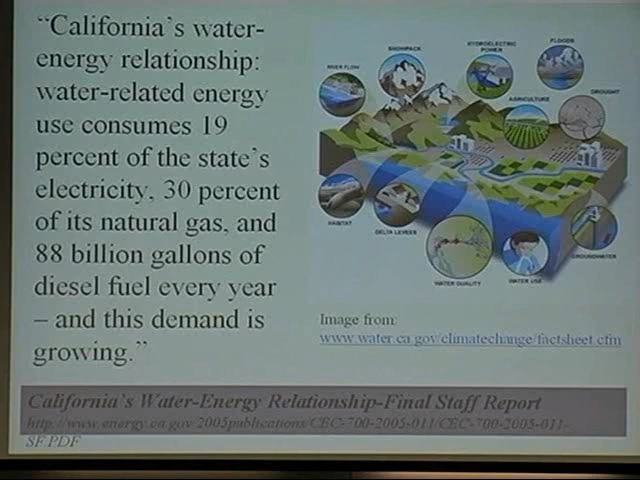 “California’s water-
energy relationship:
water-related energy
use consumes 19
percent of the state’s
electricity, 30 percent
of its natural gas, and
88 billion gallons of
diesel fuel every year
– and this demand is
growing.”
RIVER FLOW
SNOWPACK
HYDROELECTRIC
POWER
FLOODS
AGRICULTURE
DROUGHT
HABITAT
DELTA LEVEES
WATER QUALITY
WATER USE
GROUNDWATER
Image from:
www.water.ca.gov/climatechange/factsheet.cfm
California’s Water-Energy Relationship-Final Staff Report
http://www.energy.ca.gov/2005publications/CEC-700-2005-011/CEC-700-2005-011-
SF PDF